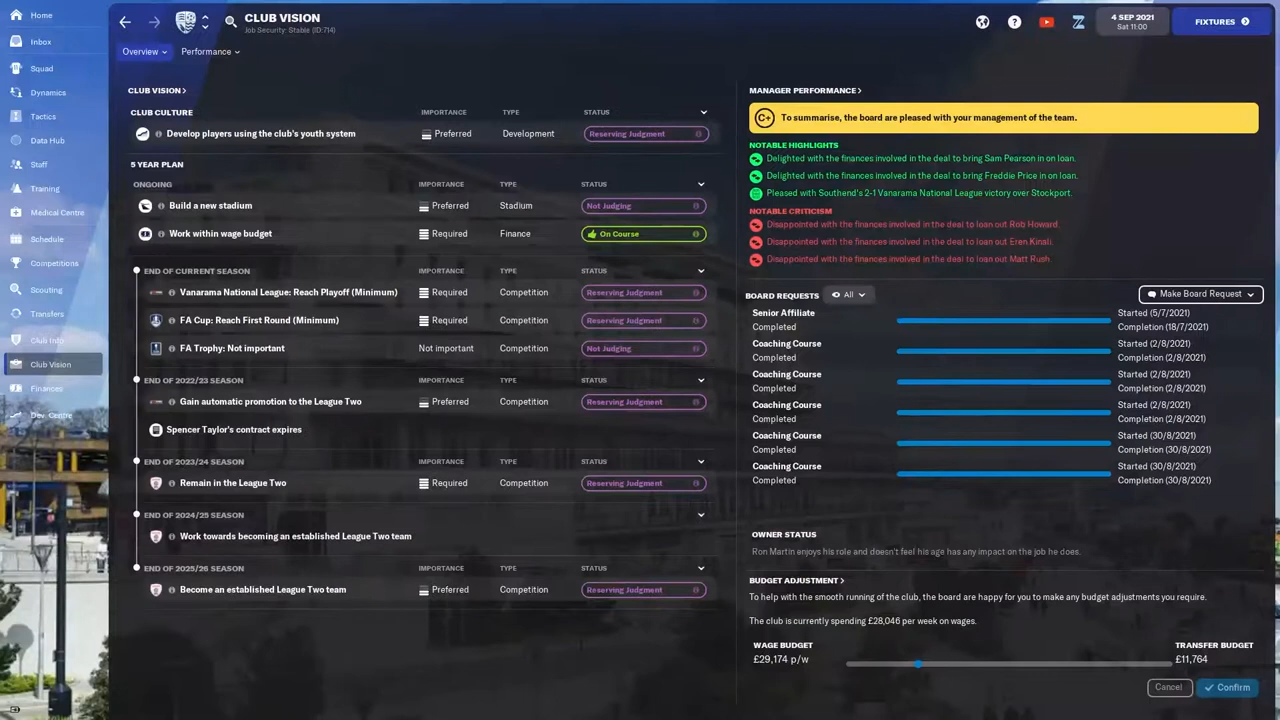 Home
Inbox
Squad
Dynamics
Tactics
Data Hub
Staff
Training
Medical Centre
Schedule
Competitions
Scouting
Transfers
Club Info
Club Vision
Finances
Dev. Centre
CLUB VISION
Job Security: Stable (ID:714)
4 SEP 2021
Sat 11:00
FIXTURES
Overview
Performance
CLUB VISION
CLUB CULTURE IMPORTANCE TYPE STATUS
Develop players using the club's youth system Preferred Development Reserving Judgment
5 YEAR PLAN
ONGOING IMPORTANCE TYPE STATUS
Build a new stadium Preferred Stadium Not Judging
Work within wage budget Required Finance On Course
END OF CURRENT SEASON IMPORTANCE TYPE STATUS
Vanarama National League: Reach Playoff (Minimum) Required Competition Reserving Judgment
FA Cup: Reach First Round (Minimum) Required Competition Reserving Judgment
FA Trophy: Not important Not important Competition Not Judging
END OF 2022/23 SEASON IMPORTANCE TYPE STATUS
Gain automatic promotion to the League Two Preferred Competition Reserving Judgment
Spencer Taylor's contract expires
END OF 2023/24 SEASON IMPORTANCE TYPE STATUS
Remain in the League Two Required Competition Reserving Judgment
END OF 2024/25 SEASON
Work towards becoming an established League Two team
END OF 2025/26 SEASON IMPORTANCE TYPE STATUS
Become an established League Two team Preferred Competition Reserving Judgment
MANAGER PERFORMANCE
C+ To summarise, the board are pleased with your management of the team.
NOTABLE HIGHLIGHTS
Delighted with the finances involved in the deal to bring Sam Pearson in on loan.
Delighted with the finances involved in the deal to bring Freddie Price in on loan.
Pleased with Southend's 2-1 Vanarama National League victory over Stockport.
NOTABLE CRITICISM
Disappointed with the finances involved in the deal to loan out Rob Howard.
Disappointed with the finances involved in the deal to loan out Eren Kinali.
Disappointed with the finances involved in the deal to loan out Matt Rush.
BOARD REQUESTS All Make Board Request
Senior Affiliate Started (5/7/2021)
Completed Completion (18/7/2021)
Coaching Course Started (2/8/2021)
Completed Completion (2/8/2021)
Coaching Course Started (2/8/2021)
Completed Completion (2/8/2021)
Coaching Course Started (2/8/2021)
Completed Completion (2/8/2021)
Coaching Course Started (30/8/2021)
Completed Completion (30/8/2021)
Coaching Course Started (30/8/2021)
Completed Completion (30/8/2021)
OWNER STATUS
Ron Martin enjoys his role and doesn't feel his age has any impact on the job he does.
BUDGET ADJUSTMENT
To help with the smooth running of the club, the board are happy for you to make any budget adjustments you require.
The club is currently spending £28,046 per week on wages.
WAGE BUDGET TRANSFER BUDGET
£29,174 p/w £11,764
Cancel Confirm